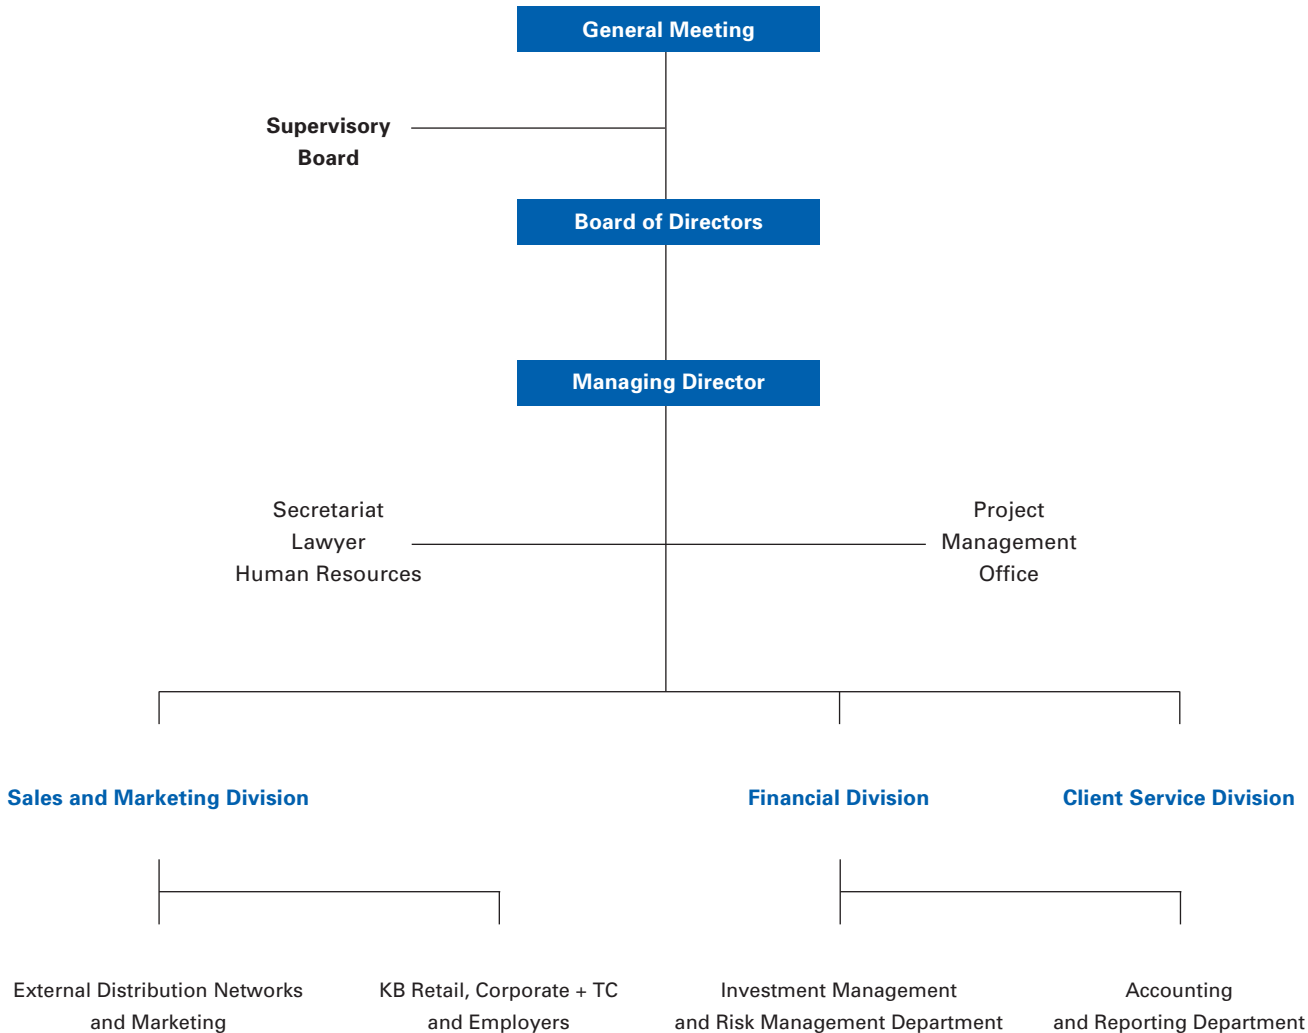 General Meeting
Supervisory
Board
Board of Directors
Managing Director
Secretariat
Lawyer
Human Resources
Project
Management
Office
Sales and Marketing Division
Financial Division
Client Service Division
External Distribution Networks
and Marketing
KB Retail, Corporate + TC
and Employers
Investment Management
and Risk Management Department
Accounting
and Reporting Department